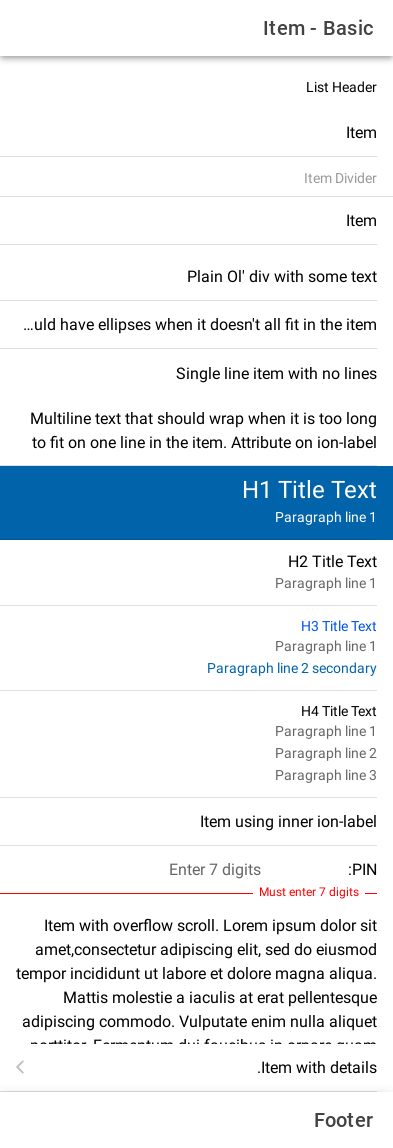 Item - Basic
List Header
Item
Item Divider
Item
Plain Ol' div with some text
...uld have ellipses when it doesn't all fit in the item
Single line item with no lines
Multiline text that should wrap when it is too long
to fit on one line in the item. Attribute on ion-label
H1 Title Text
Paragraph line 1
H2 Title Text
Paragraph line 1
H3 Title Text
Paragraph line 1
Paragraph line 2 secondary
H4 Title Text
Paragraph line 1
Paragraph line 2
Paragraph line 3
Item using inner ion-label
:PIN Enter 7 digits
Must enter 7 digits
Item with overflow scroll. Lorem ipsum dolor sit
amet,consectetur adipiscing elit, sed do eiusmod
tempor incididunt ut labore et dolore magna aliqua.
Mattis molestie a iaculis at erat pellentesque
adipiscing commodo. Vulputate enim nulla aliquet
porttitor. Fermentum dui faucibus in ornare quam
.Item with details
Footer